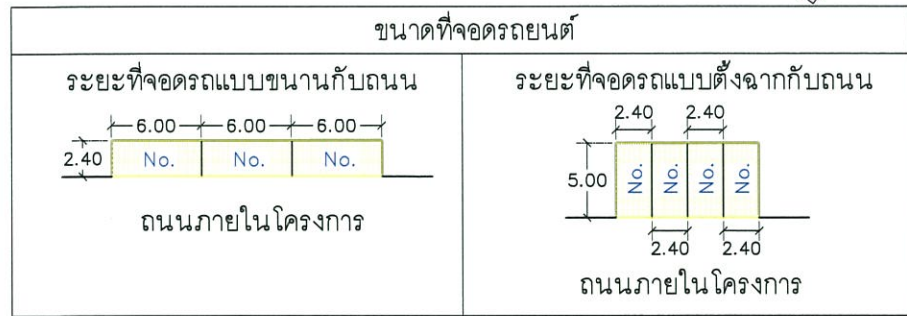 ขนาดที่จอดรถยนต์
ระยะที่จอดรถแบบขนานกับถนน
6.00 6.00 6.00
2.40 No. No. No.
ถนนภายในโครงการ
ระยะที่จอดรถแบบตั้งฉากกับถนน
2.40 2.40
5.00 No. No. No. No.
2.40 2.40
ถนนภายในโครงการ